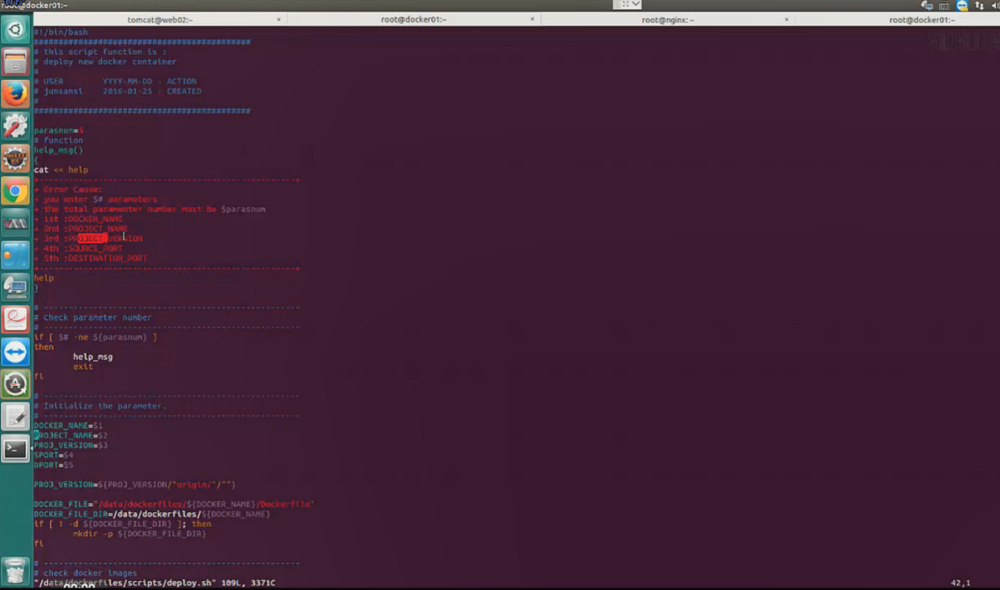 root@docker01:~
tomcat@web02:~ × root@docker01:~ × root@nginx: ~ × root@docker01:~
#!/bin/bash
############################################
# this script function is :
# deploy new docker container
#
# USER YYYY-MM-DD - ACTION
# junsansi 2016-01-25 - CREATED
#
############################################
parasnum=5
# function
help_msg()
{
cat << help
+----------------------------------------------------+
+ Error Cause:
+ you enter $# parameters
+ the total paramenter number must be $parasnum
+ 1st :DOCKER_NAME
+ 2nd :PROJECT_NAME
+ 3rd :PROJECT_VERSION
+ 4th :SOURCE_PORT
+ 5th :DESTINATION_PORT
+----------------------------------------------------+
help
}
# ----------------------------------------------------
# Check parameter number
# ----------------------------------------------------
if [ $# -ne ${parasnum} ]
then
help_msg
exit
fi
# ----------------------------------------------------
# Initialize the parameter.
# ----------------------------------------------------
DOCKER_NAME=$1
PROJECT_NAME=$2
PROJ_VERSION=$3
SPORT=$4
DPORT=$5
PROJ_VERSION=${PROJ_VERSION/"origin/"/""}
DOCKER_FILE="/data/dockerfiles/${DOCKER_NAME}/Dockerfile"
DOCKER_FILE_DIR=/data/dockerfiles/${DOCKER_NAME}
if [ ! -d ${DOCKER_FILE_DIR} ]; then
mkdir -p ${DOCKER_FILE_DIR}
fi
# ----------------------------------------------------
# check docker images
"/data/dockerfiles/scripts/deploy.sh" 109L, 3371C 42,1